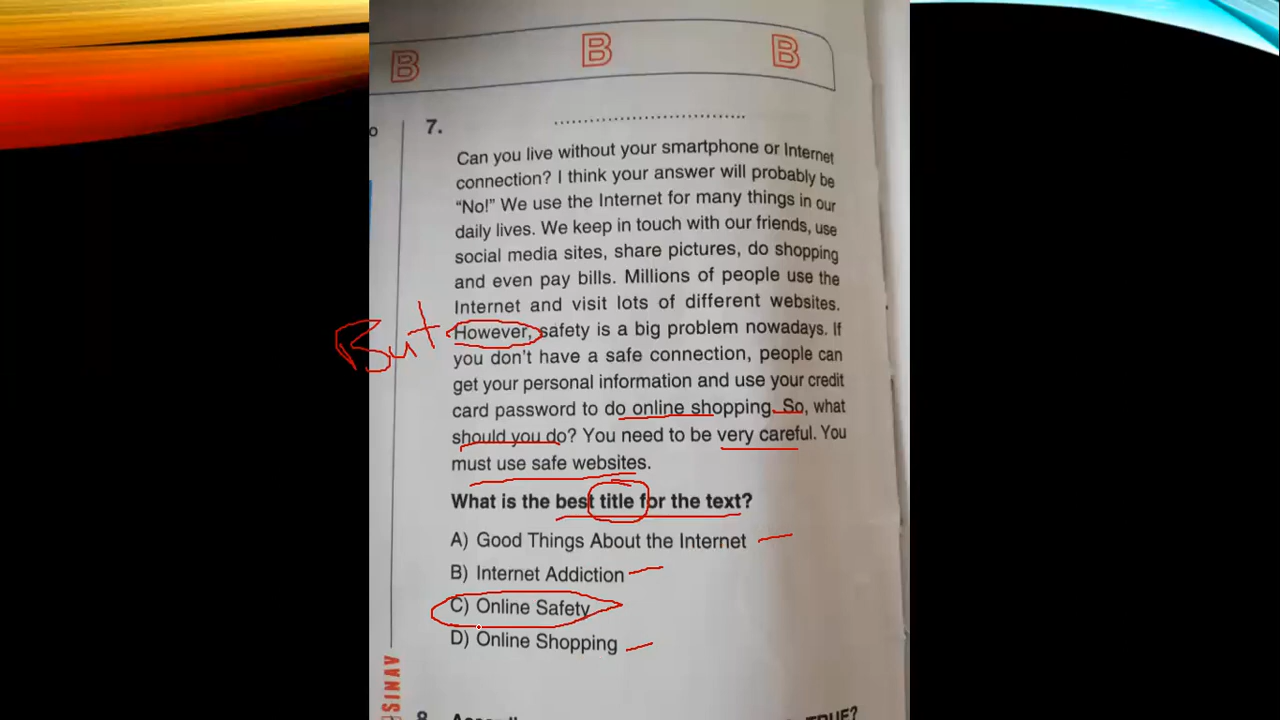 B B B
7. ..............................
Can you live without your smartphone or Internet
connection? I think your answer will probably be
“No!” We use the Internet for many things in our
daily lives. We keep in touch with our friends, use
social media sites, share pictures, do shopping
and even pay bills. Millions of people use the
Internet and visit lots of different websites.
But However, safety is a big problem nowadays. If
you don’t have a safe connection, people can
get your personal information and use your credit
card password to do online shopping. So, what
should you do? You need to be very careful. You
must use safe websites.
What is the best title for the text?
A) Good Things About the Internet
B) Internet Addiction
C) Online Safety
D) Online Shopping
SINAV